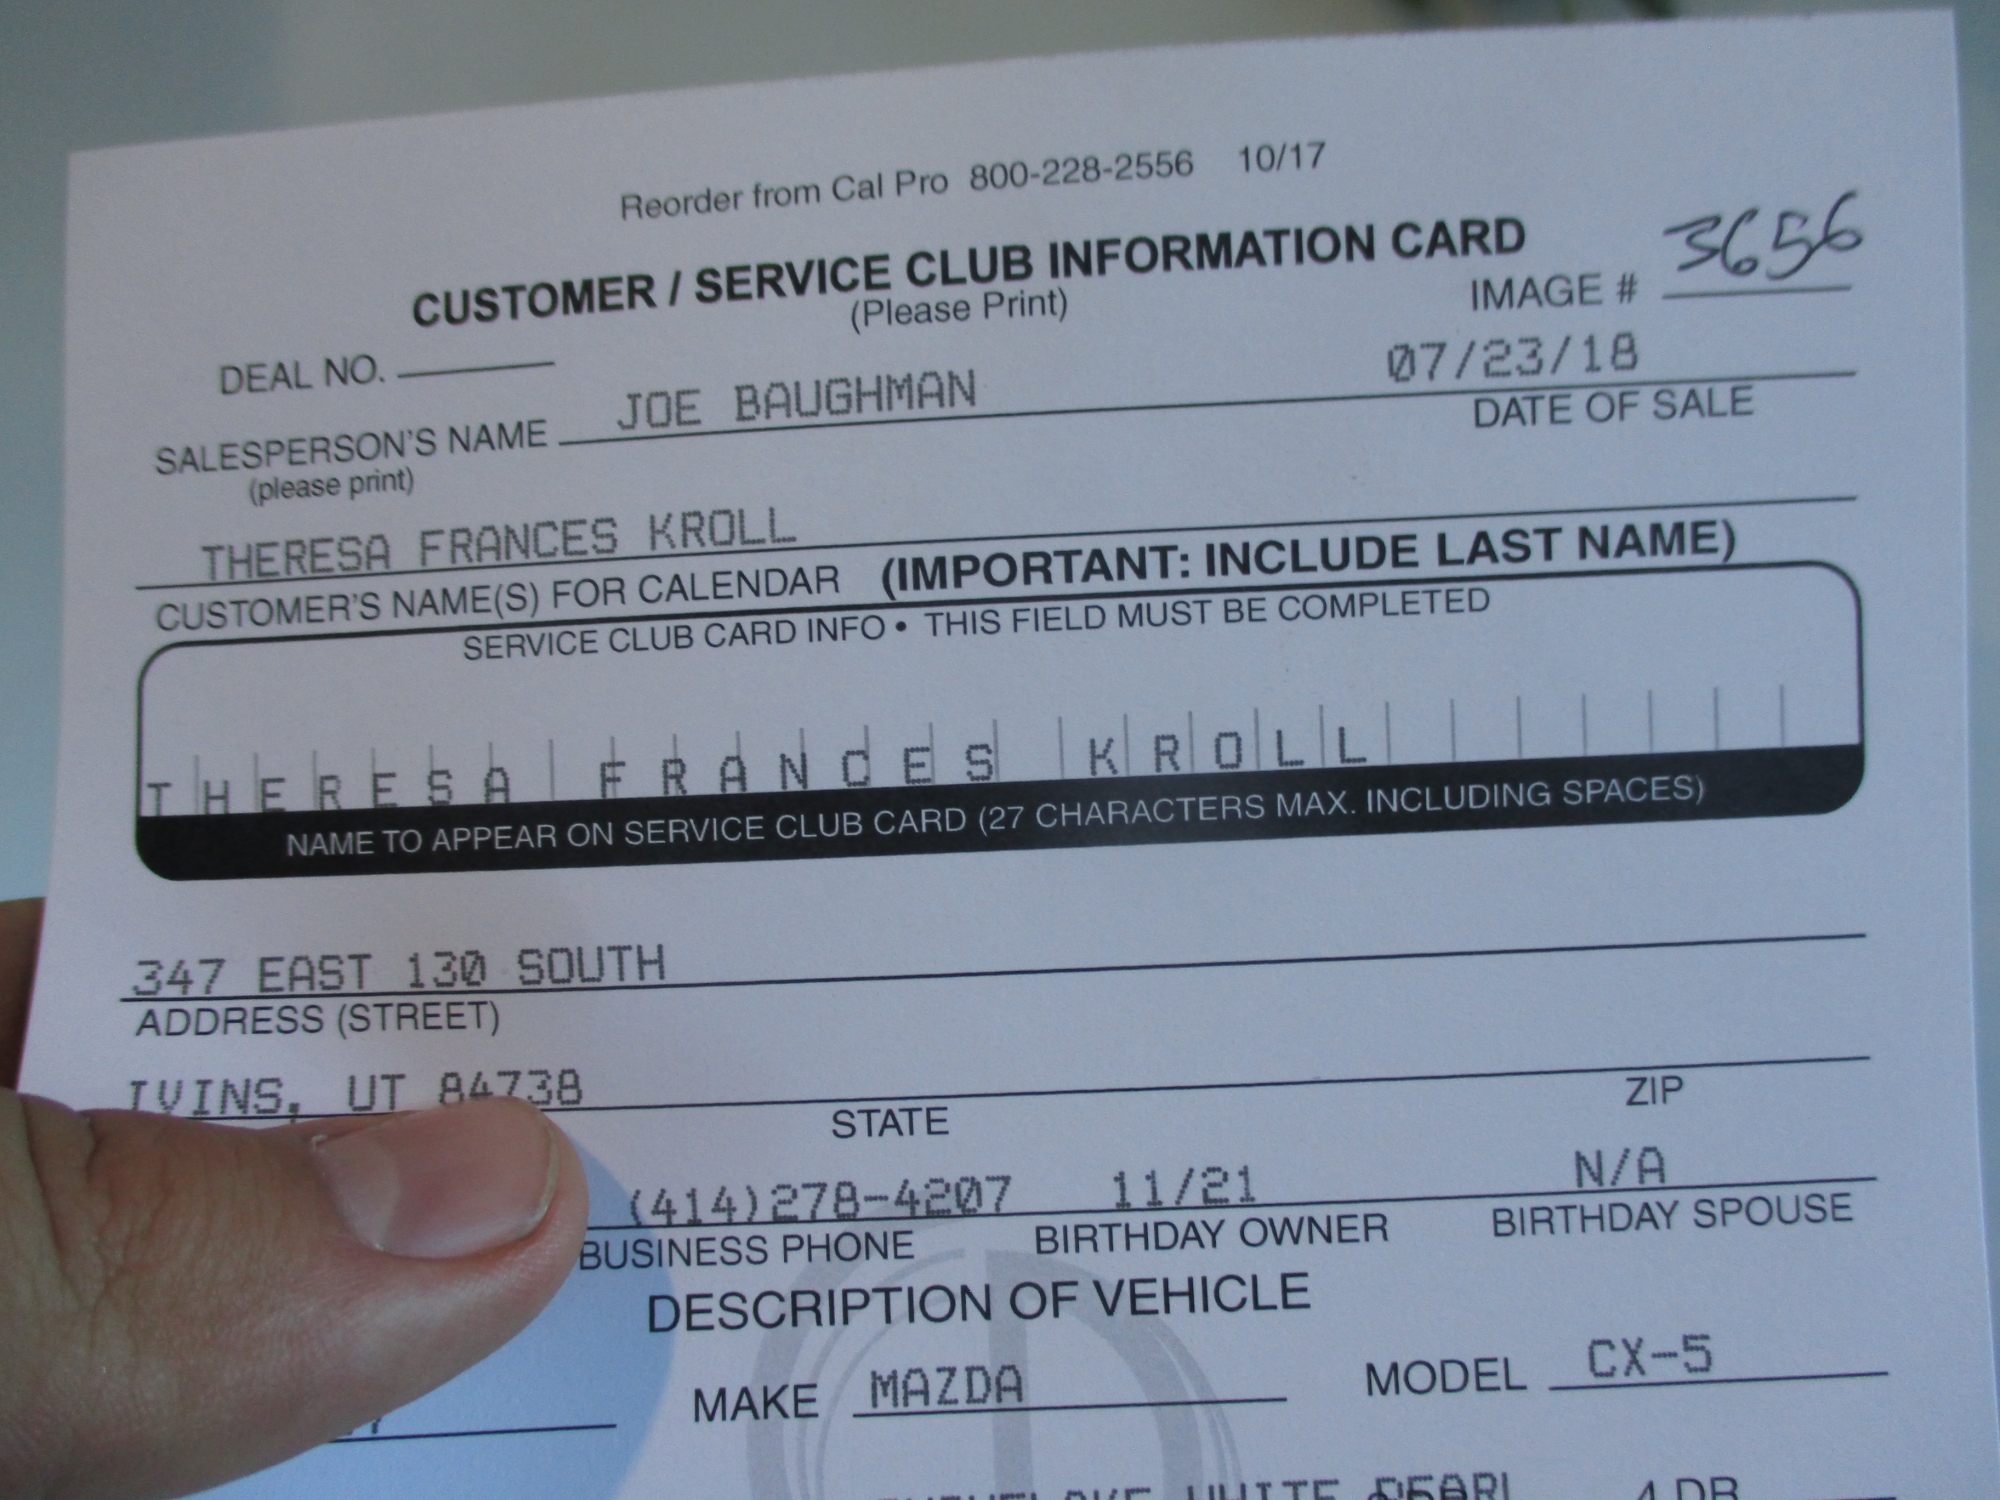 Reorder from Cal Pro 800-228-2556 10/17
CUSTOMER / SERVICE CLUB INFORMATION CARD
(Please Print)
IMAGE # 3656
DEAL NO.
07/23/18
DATE OF SALE
SALESPERSON'S NAME JOE BAUGHMAN
(please print)
THERESA FRANCES KROLL
CUSTOMER'S NAME(S) FOR CALENDAR (IMPORTANT: INCLUDE LAST NAME)
SERVICE CLUB CARD INFO • THIS FIELD MUST BE COMPLETED
THERESA FRANCES KROLL
NAME TO APPEAR ON SERVICE CLUB CARD (27 CHARACTERS MAX. INCLUDING SPACES)
347 EAST 130 SOUTH
ADDRESS (STREET)
IVINS, UT 84738
STATE ZIP
(414)278-4207 11/21 N/A
BUSINESS PHONE BIRTHDAY OWNER BIRTHDAY SPOUSE
DESCRIPTION OF VEHICLE
MAKE MAZDA MODEL CX-5
WHITE PEARL 4 DR